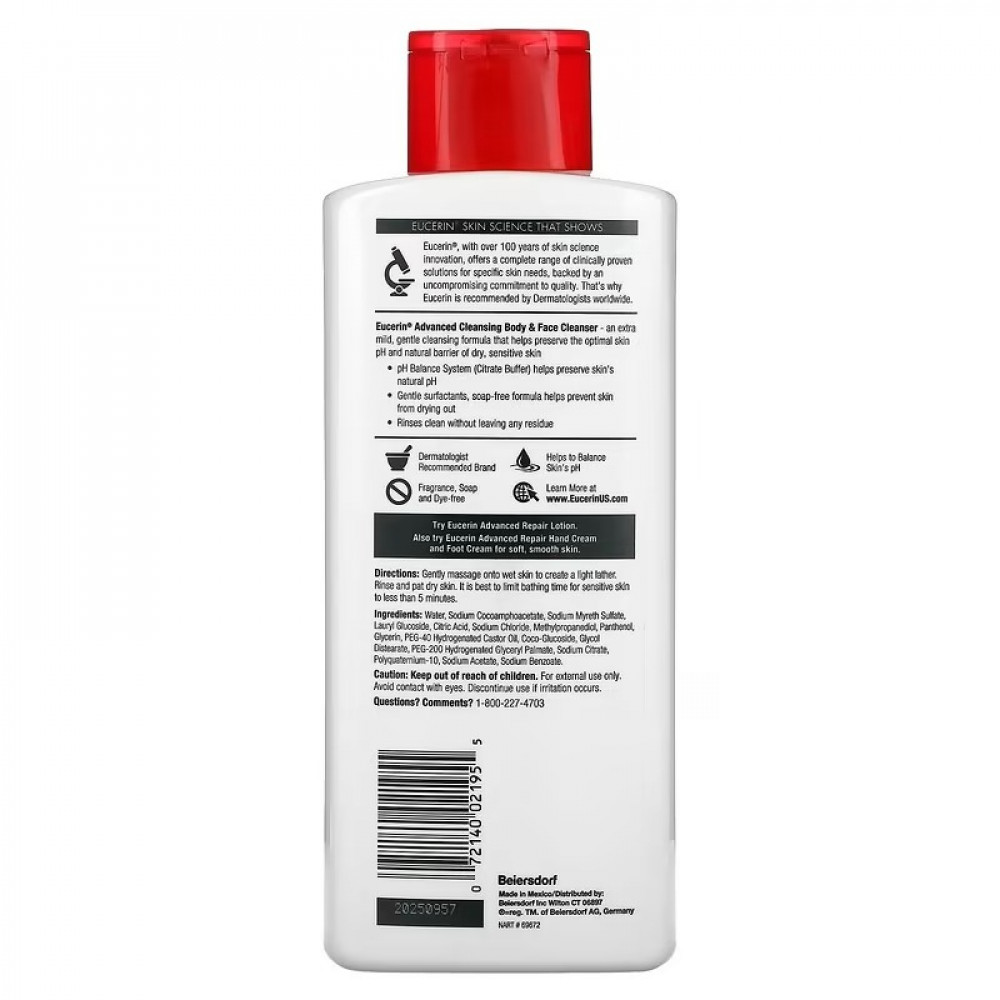 EUCERIN® SKIN SCIENCE THAT SHOWS
Eucerin®, with over 100 years of skin science
innovation, offers a complete range of clinically proven
solutions for specific skin needs, backed by an
uncompromising commitment to quality. That's why
Eucerin is recommended by Dermatologists worldwide.
Eucerin® Advanced Cleansing Body & Face Cleanser - an extra
mild, gentle cleansing formula that helps preserve the optimal skin
pH and natural barrier of dry, sensitive skin
• pH Balance System (Citrate Buffer) helps preserve skin's
natural pH
• Gentle surfactants, soap-free formula helps prevent skin
from drying out
• Rinses clean without leaving any residue
Dermatologist
Recommended Brand
Helps to Balance
Skin's pH
Fragrance, Soap
and Dye-free
Learn More at
www.EucerinUS.com
Try Eucerin Advanced Repair Lotion.
Also try Eucerin Advanced Repair Hand Cream
and Foot Cream for soft, smooth skin.
Directions: Gently massage onto wet skin to create a light lather.
Rinse and pat dry skin. It is best to limit bathing time for sensitive skin
to less than 5 minutes.
Ingredients: Water, Sodium Cocoamphoacetate, Sodium Myreth Sulfate,
Lauryl Glucoside, Citric Acid, Sodium Chloride, Methylpropanediol, Panthenol,
Glycerin, PEG-40 Hydrogenated Castor Oil, Coco-Glucoside, Glycol
Distearate, PEG-200 Hydrogenated Glyceryl Palmate, Sodium Citrate,
Polyquaternium-10, Sodium Acetate, Sodium Benzoate.
Caution: Keep out of reach of children. For external use only.
Avoid contact with eyes. Discontinue use if irritation occurs.
Questions? Comments? 1-800-227-4703
0 72140 02195 5
20250957
Beiersdorf
Made in Mexico/Distributed by:
Beiersdorf Inc Wilton CT 06897
®=reg. TM. of Beiersdorf AG, Germany
NART # 69672